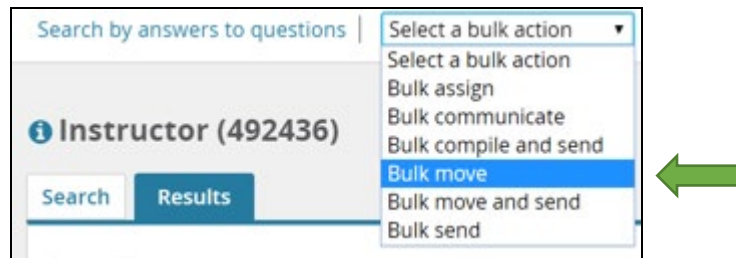 Search by answers to questions | Select a bulk action
Select a bulk action
Bulk assign
Bulk communicate
Bulk compile and send
Bulk move
Bulk move and send
Bulk send
Instructor (492436)
Search Results